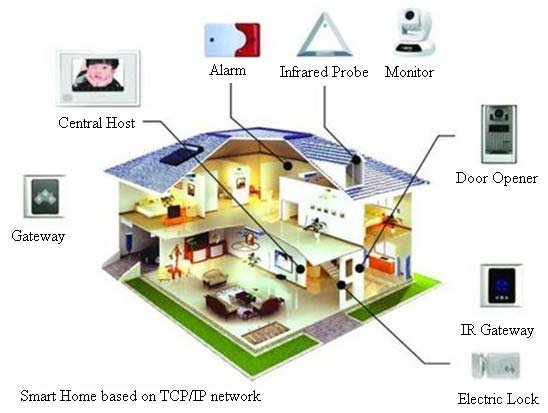 Alarm
Infrared Probe
Monitor
Central Host
Door Opener
Gateway
IR Gateway
Smart Home based on TCP/IP network
Electric Lock